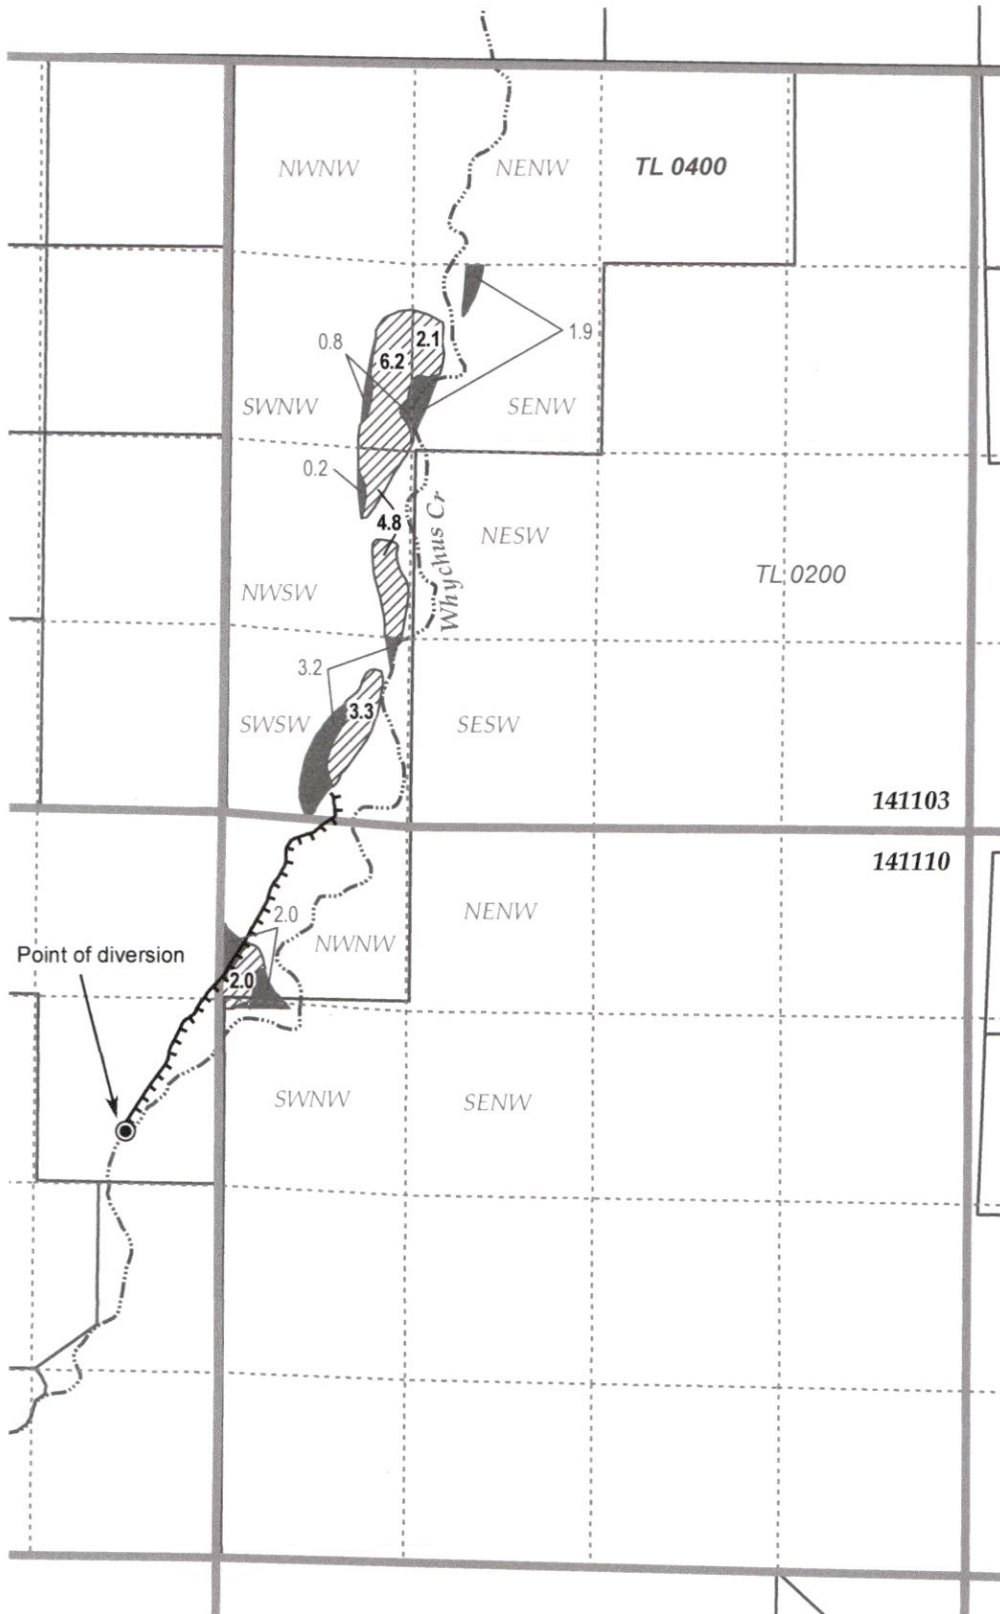 NWNW
NENW
TL 0400
0.8
2.1
1.9
6.2
SWNW
SENW
0.2
4.8
Whychus Cr
NESW
TL 0200
NWSW
3.2
3.3
SWSW
SESW
141103
141110
2.0
NENW
NWNW
Point of diversion
2.0
SWNW
SENW